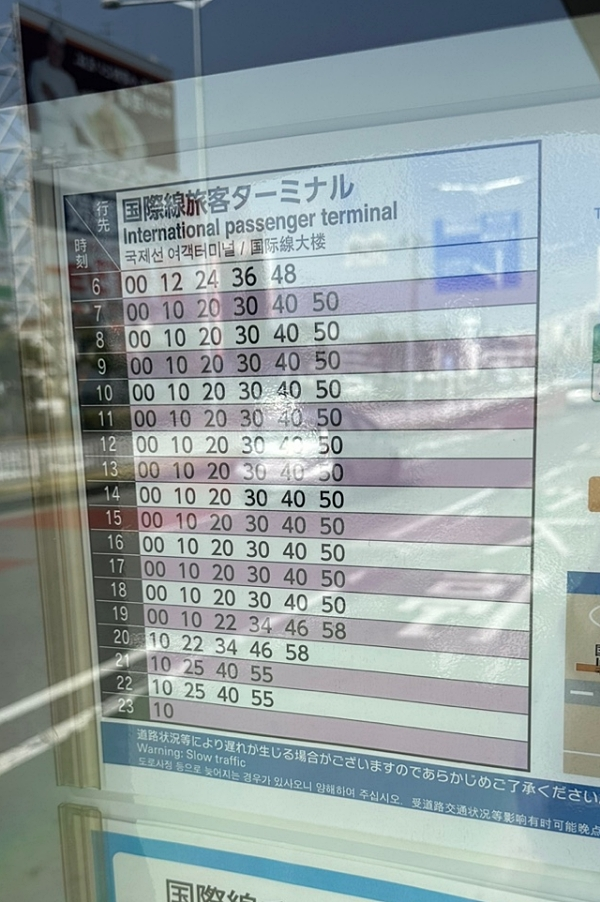 行先
時刻
国際線旅客ターミナル
International passenger terminal
국제선 여객터미널 / 国际線大楼
6 00 12 24 36 48
7 00 10 20 30 40 50
8 00 10 20 30 40 50
9 00 10 20 30 40 50
10 00 10 20 30 40 50
11 00 10 20 30 40 50
12 00 10 20 30 40 50
13 00 10 20 30 40 50
14 00 10 20 30 40 50
15 00 10 20 30 40 50
16 00 10 20 30 40 50
17 00 10 20 30 40 50
18 00 10 20 30 40 50
19 00 10 22 34 46 58
20 10 22 34 46 58
21 10 25 40 55
22 10 25 40 55
23 10
道路状況等により遅れが生じる場合がございますのであらかじめご了承ください
Warning: Slow traffic
도로사정 등으로 늦어지는 경우가 있사오니 양해하여 주십시오. 受道路交通状况等影响有时可能晚点
国際線